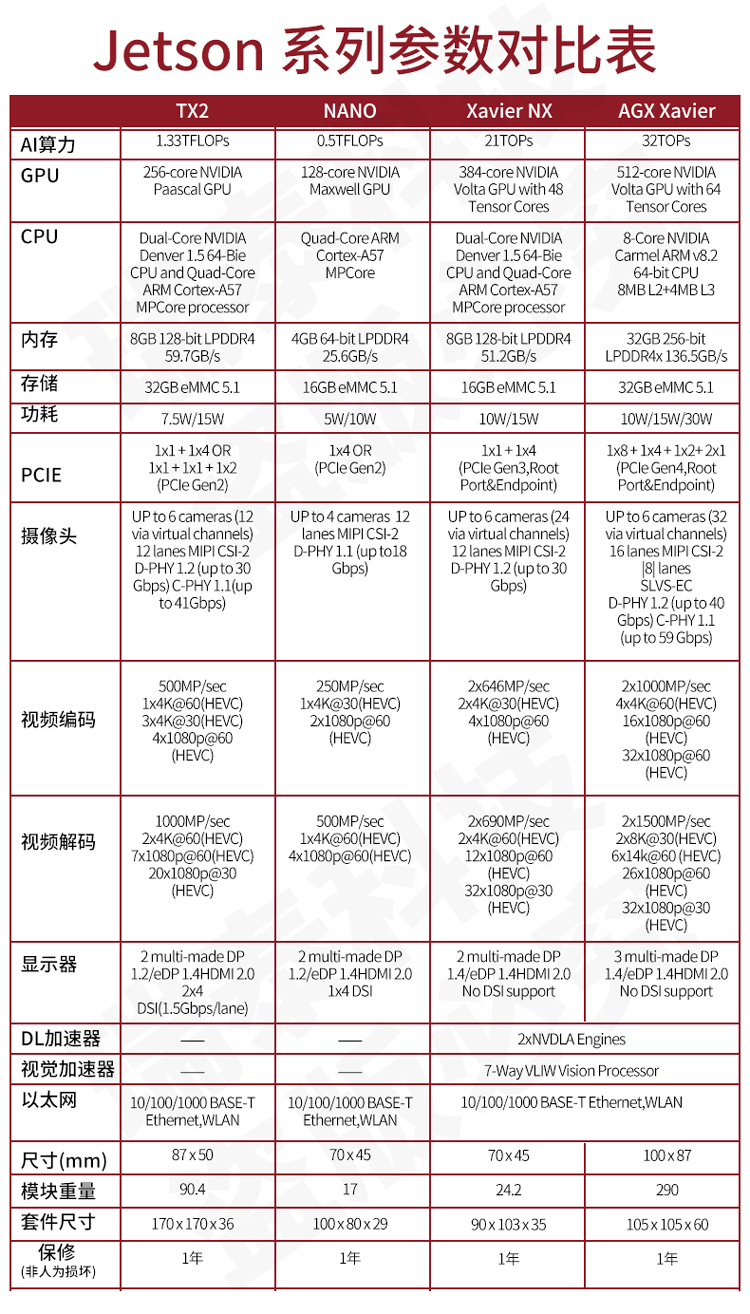 Jetson 系列参数对比表
TX2 NANO Xavier NX AGX Xavier
AI算力 1.33TFLOPs 0.5TFLOPs 21TOPs 32TOPs
GPU
256-core NVIDIA
Paascal GPU
128-core NVIDIA
Maxwell GPU
384-core NVIDIA
Volta GPU with 48
Tensor Cores
512-core NVIDIA
Volta GPU with 64
Tensor Cores
CPU
Dual-Core NVIDIA
Denver 1.5 64-Bie
CPU and Quad-Core
ARM Cortex-A57
MPCore processor
Quad-Core ARM
Cortex-A57
MPCore
Dual-Core NVIDIA
Denver 1.5 64-Bie
CPU and Quad-Core
ARM Cortex-A57
MPCore processor
8-Core NVIDIA
Carmel ARM v8.2
64-bit CPU
8MB L2+4MB L3
内存
8GB 128-bit LPDDR4
59.7GB/s
4GB 64-bit LPDDR4
25.6GB/s
8GB 128-bit LPDDR4
51.2GB/s
32GB 256-bit
LPDDR4x 136.5GB/s
存储 32GB eMMC 5.1 16GB eMMC 5.1 16GB eMMC 5.1 32GB eMMC 5.1
功耗 7.5W/15W 5W/10W 10W/15W 10W/15W/30W
PCIE
1x1 + 1x4 OR
1x1 + 1x1 + 1x2
(PCIe Gen2)
1x4 OR
(PCIe Gen2)
1x1 + 1x4
(PCIe Gen3,Root
Port&Endpoint)
1x8 + 1x4 + 1x2+ 2x1
(PCIe Gen4,Root
Port&Endpoint)
摄像头
UP to 6 cameras (12
via virtual channels)
12 lanes MIPI CSI-2
D-PHY 1.2 (up to 30
Gbps) C-PHY 1.1(up
to 41Gbps)
UP to 4 cameras 12
lanes MIPI CSI-2
D-PHY 1.1 (up to18
Gbps)
UP to 6 cameras (24
via virtual channels)
12 lanes MIPI CSI-2
D-PHY 1.2 (up to 30
Gbps)
UP to 6 cameras (32
via virtual channels)
16 lanes MIPI CSI-2
|8| lanes
SLVS-EC
D-PHY 1.2 (up to 40
Gbps) C-PHY 1.1
(up to 59 Gbps)
视频编码
500MP/sec
1x4K@60(HEVC)
3x4K@30(HEVC)
4x1080p@60
(HEVC)
250MP/sec
1x4K@30(HEVC)
2x1080p@60
(HEVC)
2x646MP/sec
2x4K@30(HEVC)
4x1080p@60
(HEVC)
2x1000MP/sec
4x4K@60(HEVC)
16x1080p@60
(HEVC)
32x1080p@60
(HEVC)
视频解码
1000MP/sec
2x4K@60(HEVC)
7x1080p@60(HEVC)
20x1080p@30
(HEVC)
500MP/sec
1x4K@60(HEVC)
4x1080p@60(HEVC)
2x690MP/sec
2x4K@60(HEVC)
12x1080p@60
(HEVC)
32x1080p@30
(HEVC)
2x1500MP/sec
2x8K@30(HEVC)
6x14k@60 (HEVC)
26x1080p@60
(HEVC)
32x1080p@30
(HEVC)
显示器
2 multi-made DP
1.2/eDP 1.4HDMI 2.0
2x4
DSI(1.5Gbps/lane)
2 multi-made DP
1.2/eDP 1.4HDMI 2.0
1x4 DSI
2 multi-made DP
1.4/eDP 1.4HDMI 2.0
No DSI support
3 multi-made DP
1.4/eDP 1.4HDMI 2.0
No DSI support
DL加速器 —— —— 2xNVDLA Engines
视觉加速器 —— —— 7-Way VLIW Vision Processor
以太网
10/100/1000 BASE-T
Ethernet,WLAN
10/100/1000 BASE-T
Ethernet,WLAN
10/100/1000 BASE-T Ethernet,WLAN
尺寸(mm) 87 x 50 70 x 45 70 x 45 100 x 87
模块重量 90.4 17 24.2 290
套件尺寸 170 x 170 x 36 100 x 80 x 29 90 x 103 x 35 105 x 105 x 60
保修
(非人为损坏)
1年 1年 1年 1年
瑞泰科技
盗版必究
瑞泰科技
盗版必究